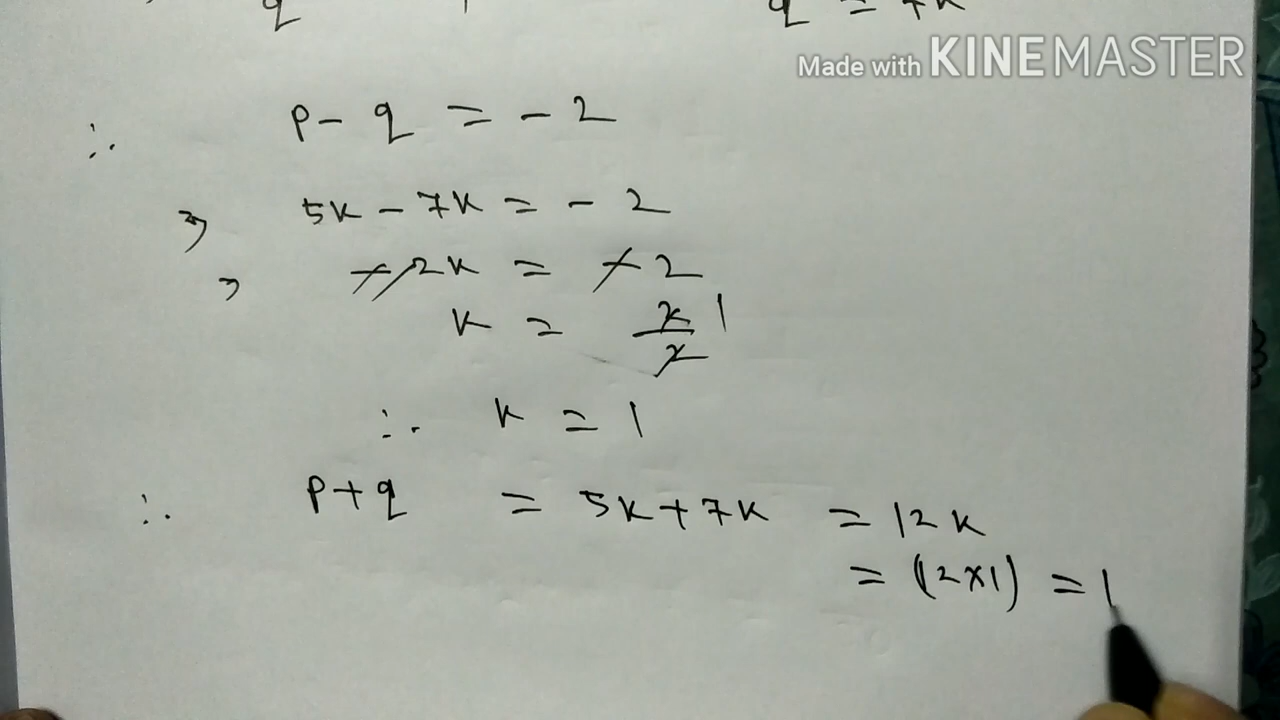 q q = 7k
Made with KINEMASTER
∴ p - q = - 2
⇒ 5k - 7k = - 2
⇒ -2k = -2
k = 2/2 1
∴ k = 1
∴ p + q = 5k + 7k = 12k
= (12×1) = 1